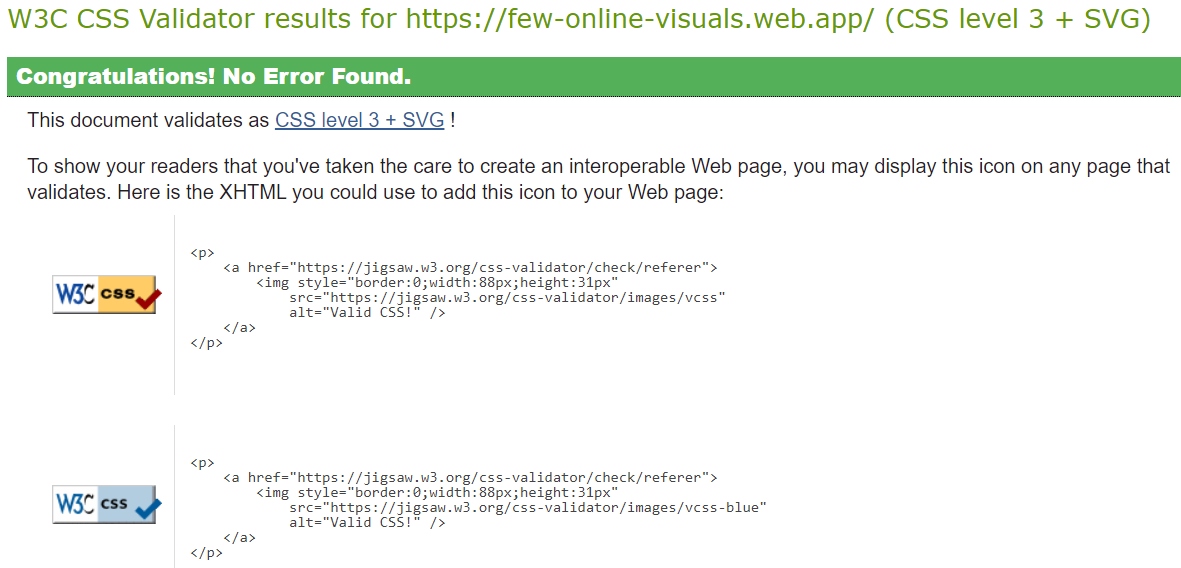 W3C CSS Validator results for https://few-online-visuals.web.app/ (CSS level 3 + SVG)
Congratulations! No Error Found.
This document validates as CSS level 3 + SVG !
To show your readers that you've taken the care to create an interoperable Web page, you may display this icon on any page that
validates. Here is the XHTML you could use to add this icon to your Web page:
W3C css
<p>
<a href="https://jigsaw.w3.org/css-validator/check/referer">
<img style="border:0;width:88px;height:31px"
src="https://jigsaw.w3.org/css-validator/images/vcss"
alt="Valid CSS!" />
</a>
</p>
W3C css
<p>
<a href="https://jigsaw.w3.org/css-validator/check/referer">
<img style="border:0;width:88px;height:31px"
src="https://jigsaw.w3.org/css-validator/images/vcss-blue"
alt="Valid CSS!" />
</a>
</p>